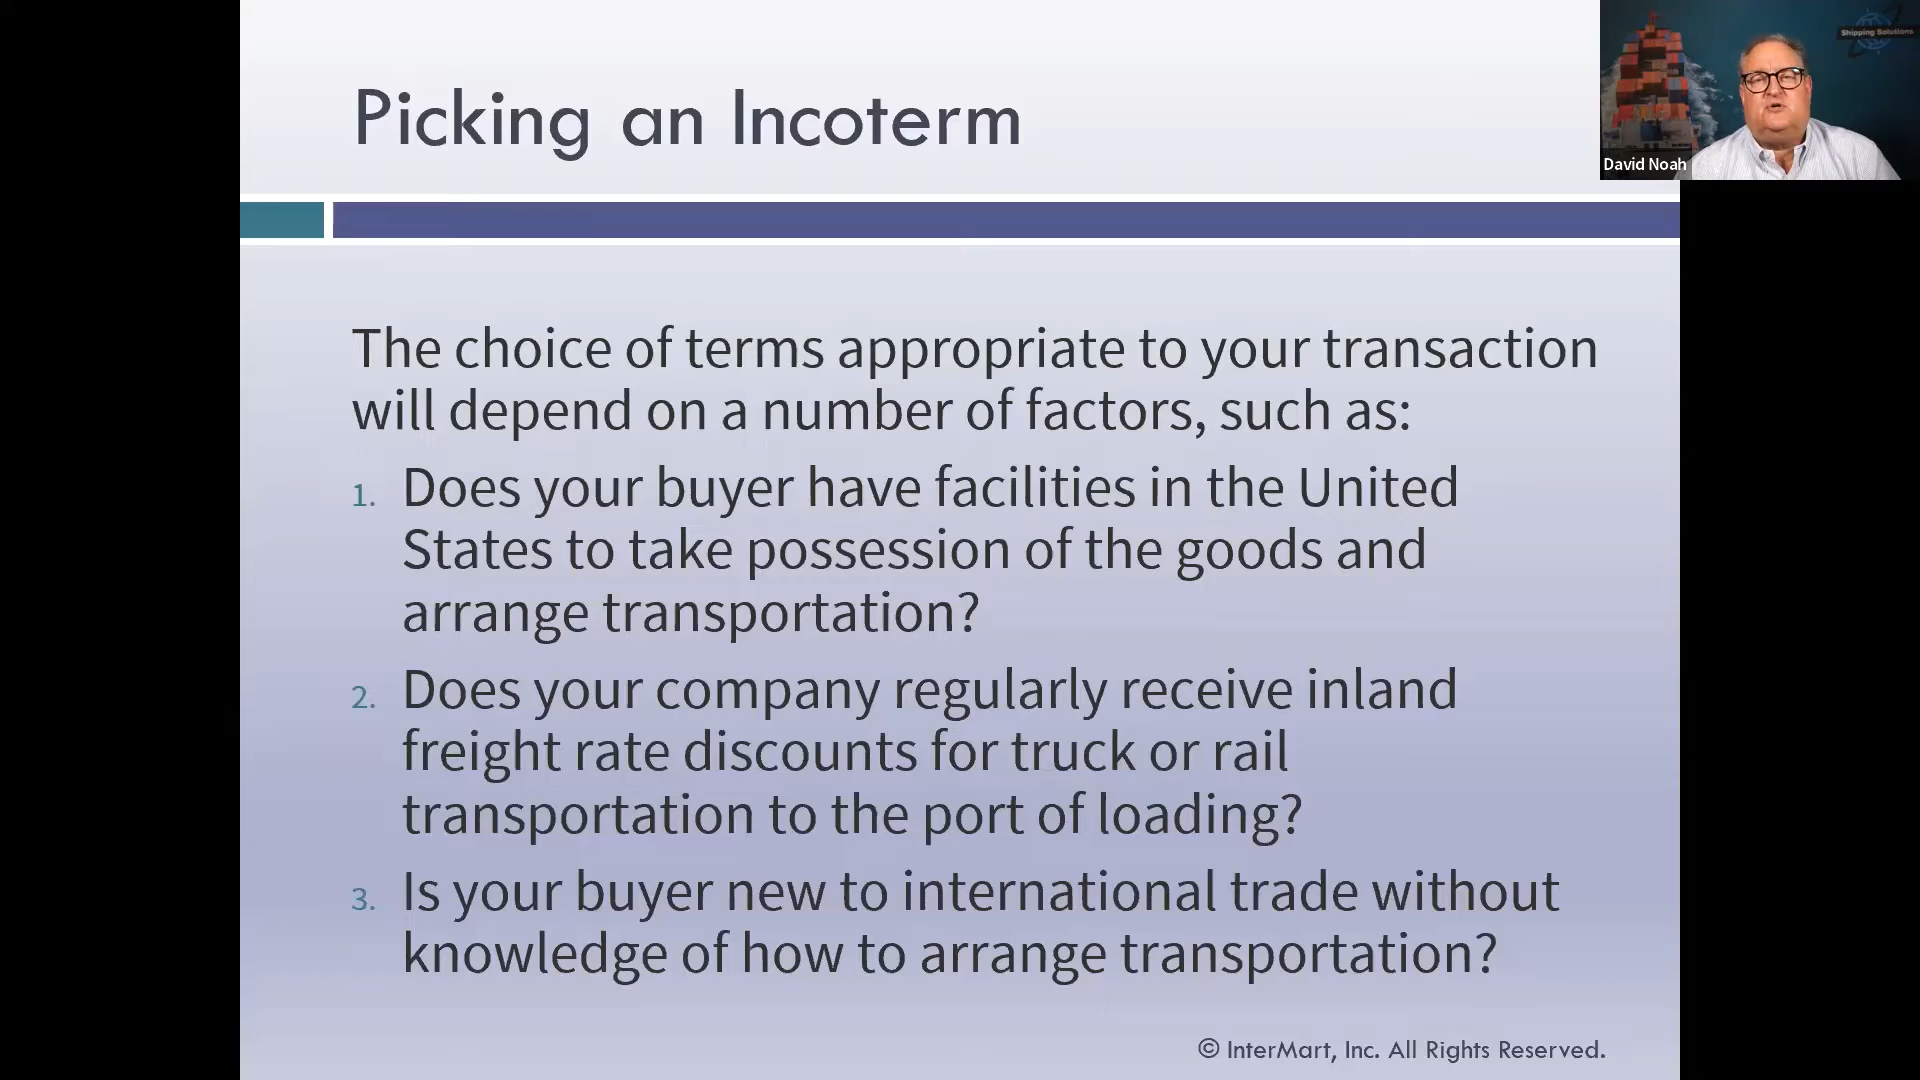 Picking an Incoterm
Shipping Solutions
David Noah
The choice of terms appropriate to your transaction
will depend on a number of factors, such as:
1. Does your buyer have facilities in the United
States to take possession of the goods and
arrange transportation?
2. Does your company regularly receive inland
freight rate discounts for truck or rail
transportation to the port of loading?
3. Is your buyer new to international trade without
knowledge of how to arrange transportation?
© InterMart, Inc. All Rights Reserved.